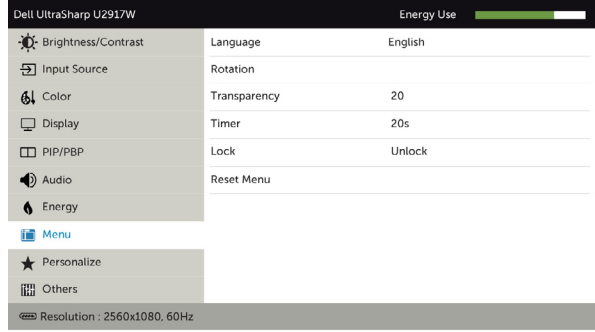 Dell UltraSharp U2917W Energy Use
Brightness/Contrast Language English
Input Source Rotation
Color Transparency 20
Display Timer 20s
PIP/PBP Lock Unlock
Audio Reset Menu
Energy
Menu
Personalize
Others
Resolution : 2560x1080, 60Hz